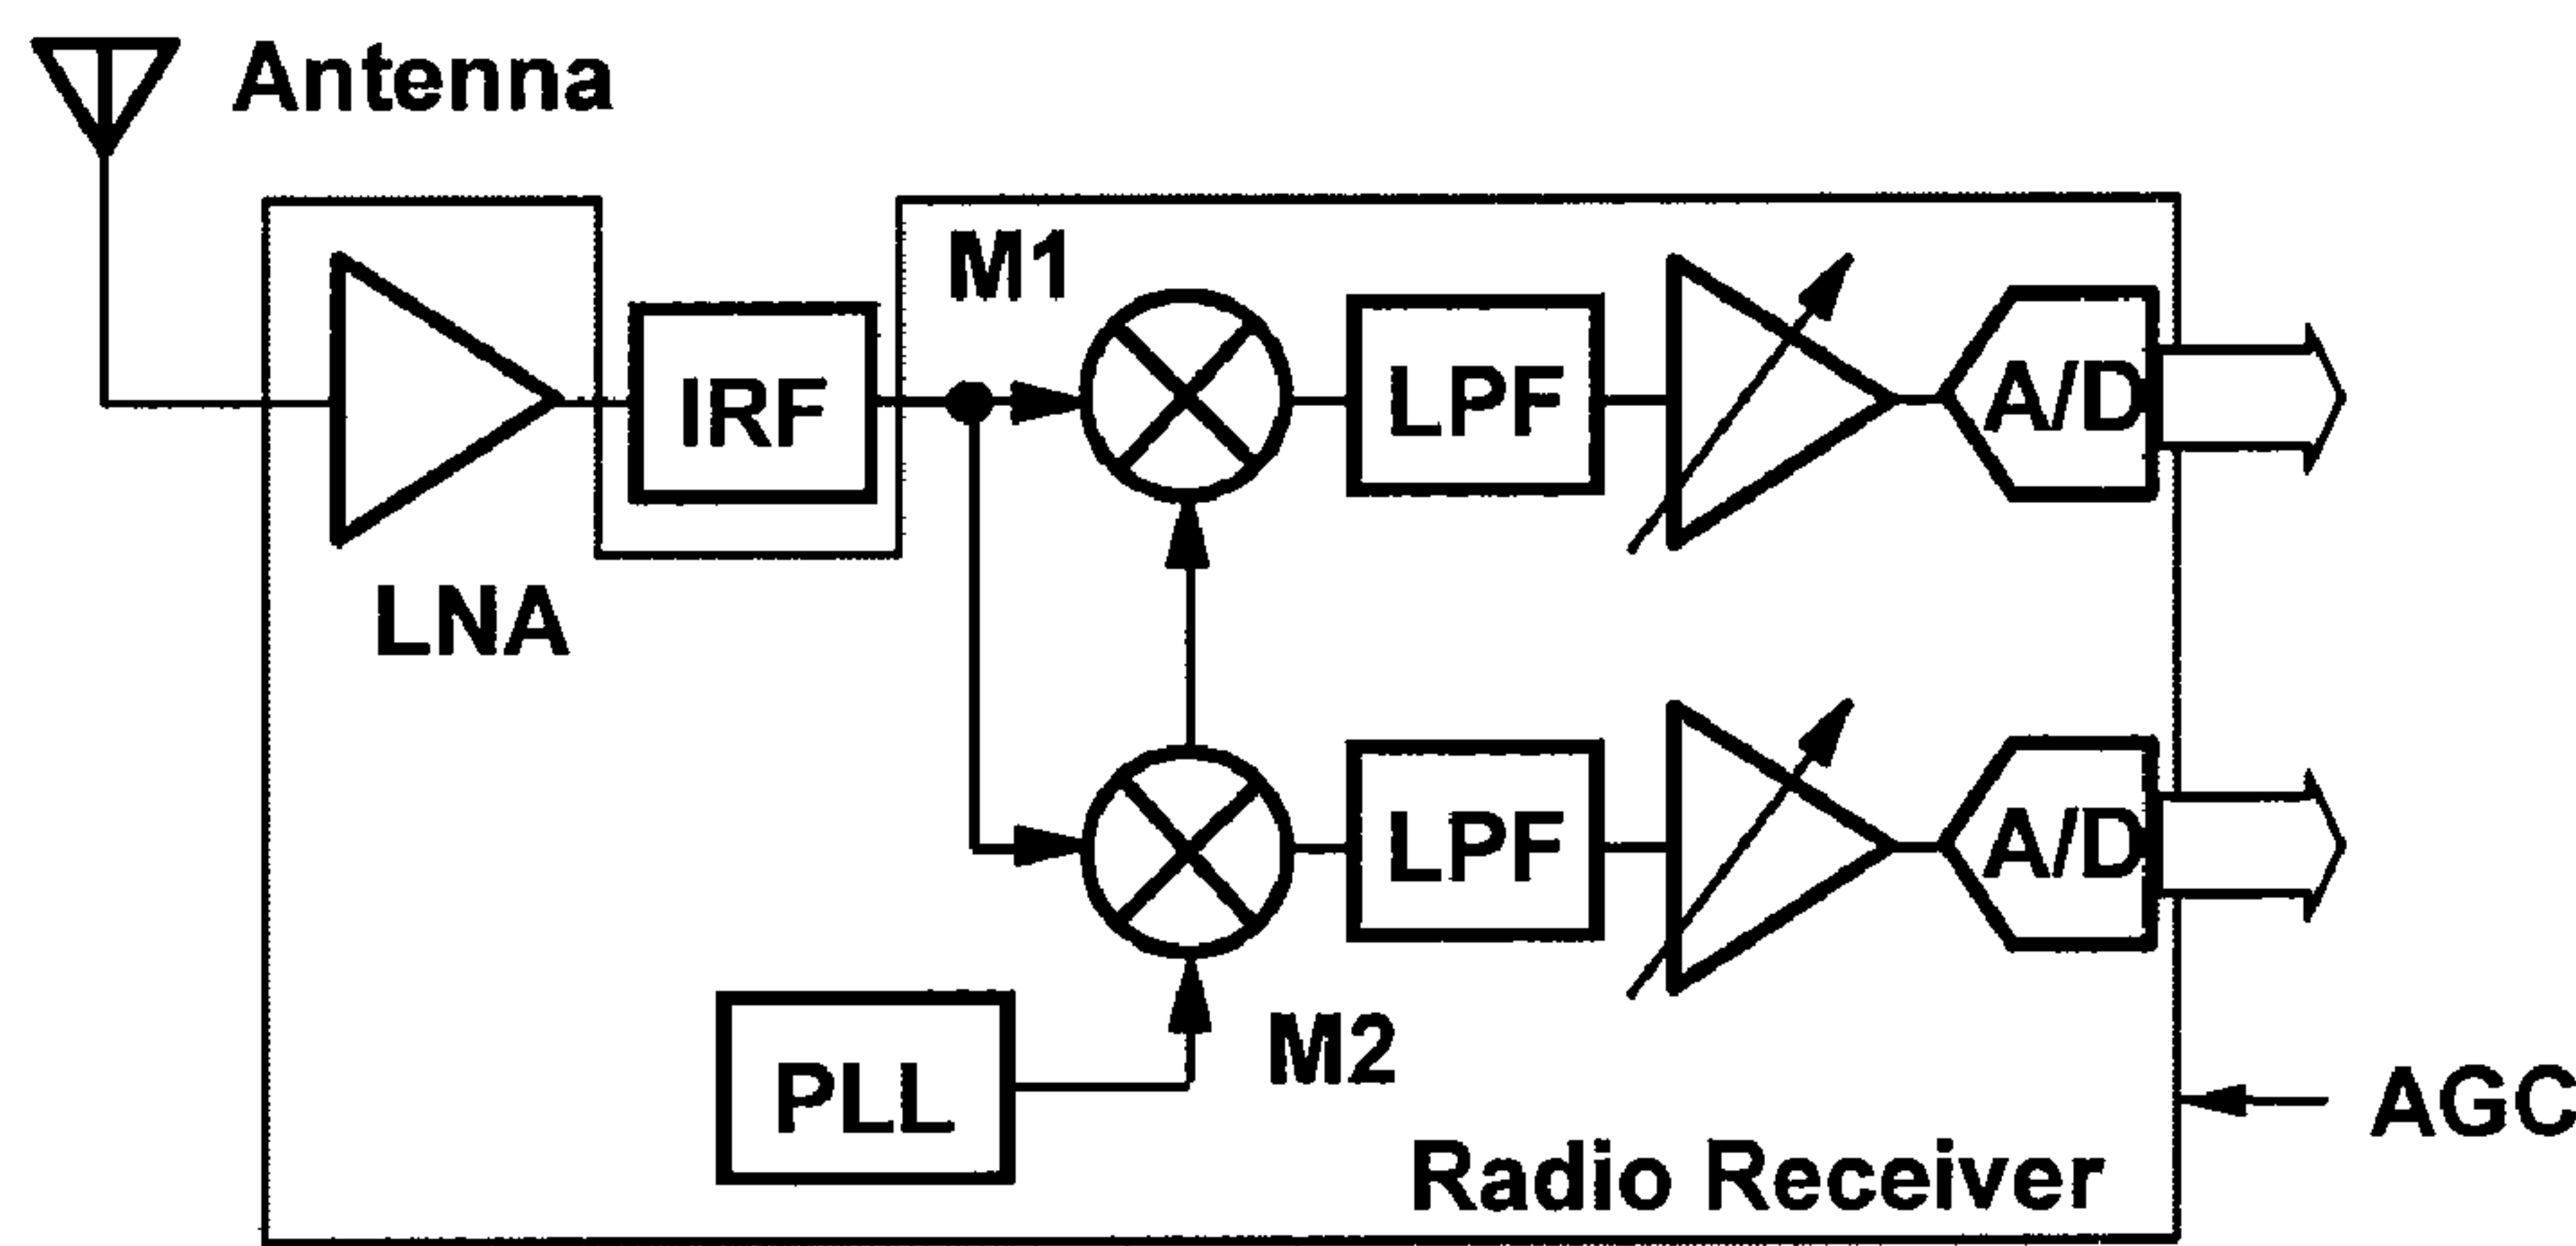 Antenna
M1
IRF
LPF
A/D
LNA
LPF
A/D
PLL
M2
AGC
Radio Receiver